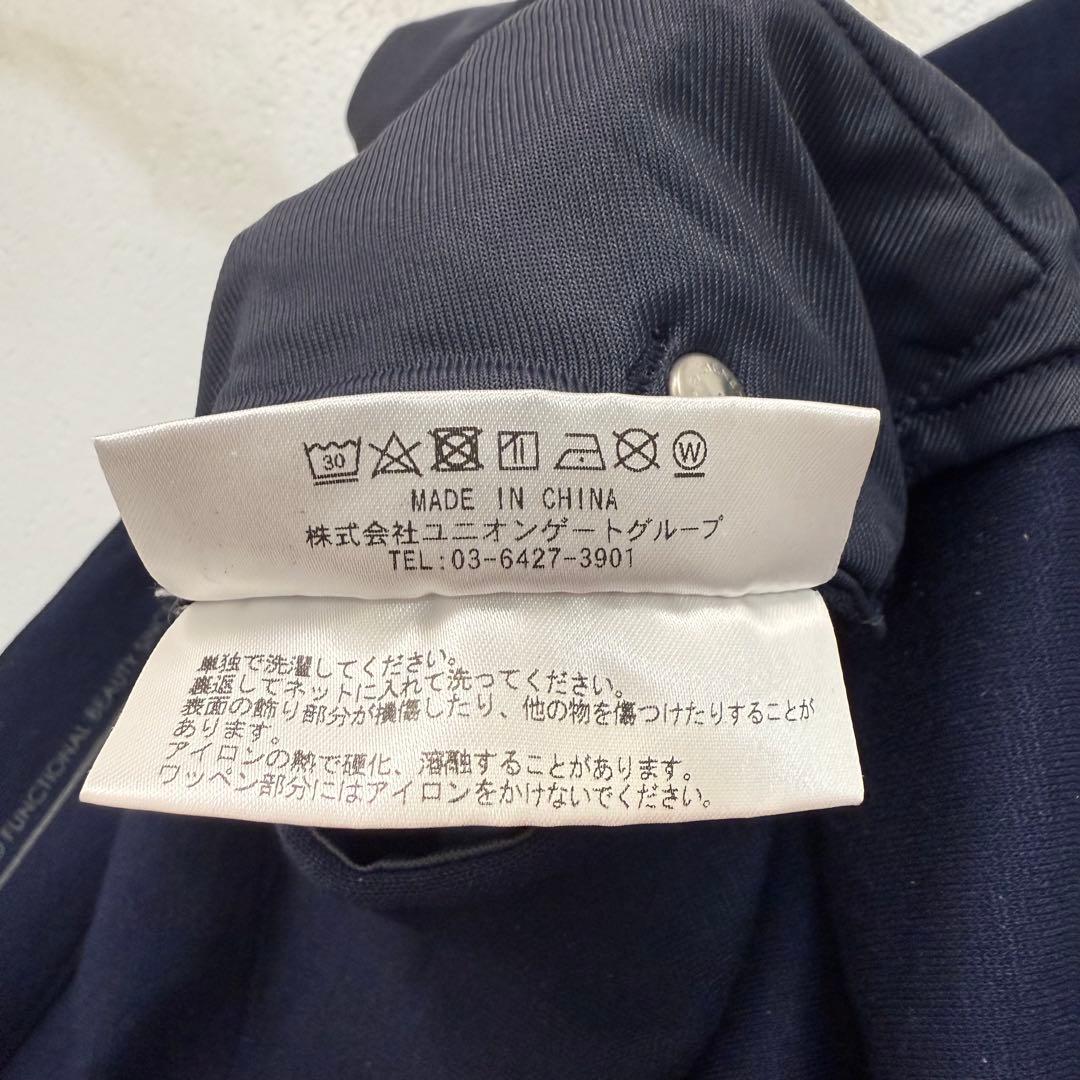 30
W
MADE IN CHINA
株式会社ユニオンゲートグループ
TEL:03-6427-3901
単独で洗濯してください。
裏返してネットに入れて洗ってください。
表面の飾り部分が損傷したり、他の物を傷つけたりすることが
あります。
アイロンの熱で硬化、溶融することがあります。
ワッペン部分にはアイロンをかけないでください。
FUNCTIONAL BEAUTY